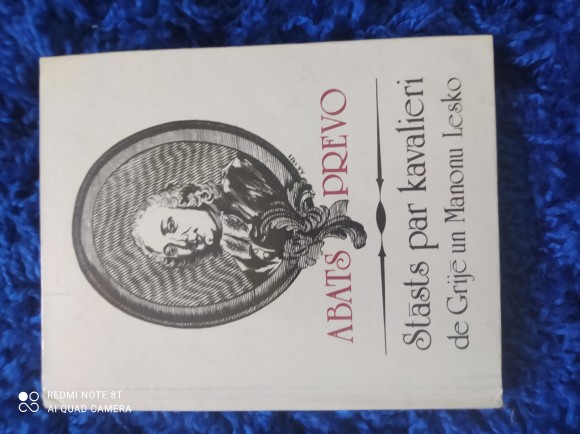 ABATS PREVO
Stāsts par kavalieri
de Grijē un Manonu Lesko
REDMI NOTE 8T
AI QUAD CAMERA